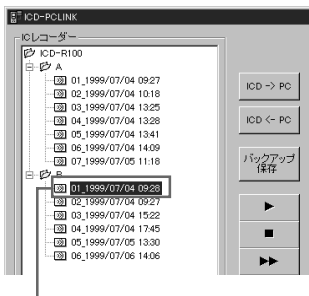 ICD-PCLINK
ICレコーダー
ICD-R100
A
01_1999/07/04 09:27
02_1999/07/04 10:18
03_1999/07/04 13:25
04_1999/07/04 13:28
05_1999/07/04 13:41
06_1999/07/04 14:09
07_1999/07/05 11:18
B
01_1999/07/04 09:28
02_1999/07/04 09:27
03_1999/07/04 15:22
04_1999/07/04 17:45
05_1999/07/05 13:30
06_1999/07/06 14:06
ICD -> PC
ICD <- PC
バックアップ
保存